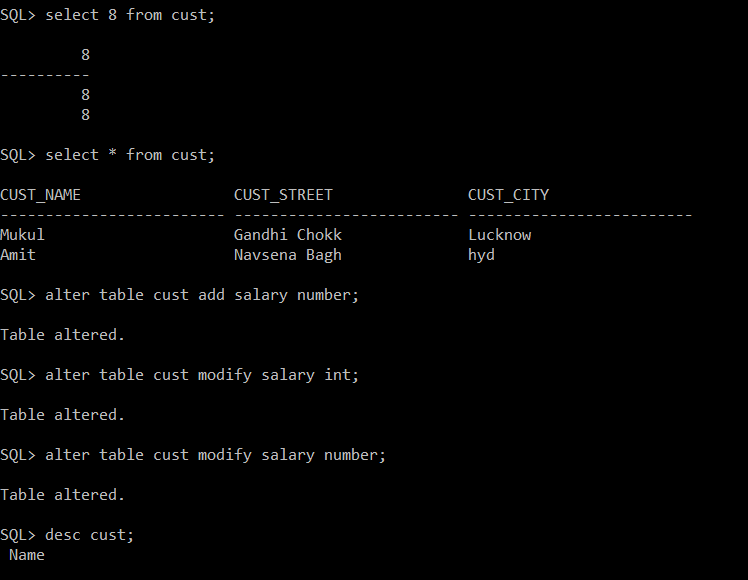 SQL> select 8 from cust;
8
----------
8
8
SQL> select * from cust;
CUST_NAME                 CUST_STREET               CUST_CITY
------------------------- ------------------------- -------------------------
Mukul                     Gandhi Chokk              Lucknow
Amit                      Navsena Bagh              hyd
SQL> alter table cust add salary number;
Table altered.
SQL> alter table cust modify salary int;
Table altered.
SQL> alter table cust modify salary number;
Table altered.
SQL> desc cust;
Name